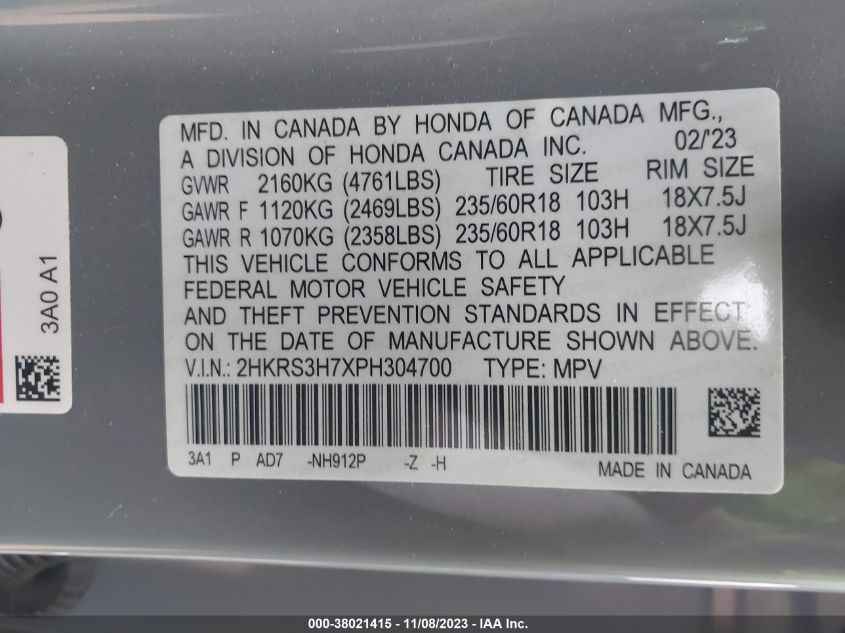 MFD. IN CANADA BY HONDA OF CANADA MFG.,
A DIVISION OF HONDA CANADA INC. 02/'23
GVWR 2160KG (4761LBS) TIRE SIZE RIM SIZE
GAWR F 1120KG (2469LBS) 235/60R18 103H 18X7.5J
GAWR R 1070KG (2358LBS) 235/60R18 103H 18X7.5J
THIS VEHICLE CONFORMS TO ALL APPLICABLE
FEDERAL MOTOR VEHICLE SAFETY
AND THEFT PREVENTION STANDARDS IN EFFECT
ON THE DATE OF MANUFACTURE SHOWN ABOVE.
V.I.N.: 2HKRS3H7XPH304700 TYPE: MPV
3A1 P AD7 -NH912P -Z -H
MADE IN CANADA
3A0 A1
000-38021415 - 11/08/2023 - IAA Inc.